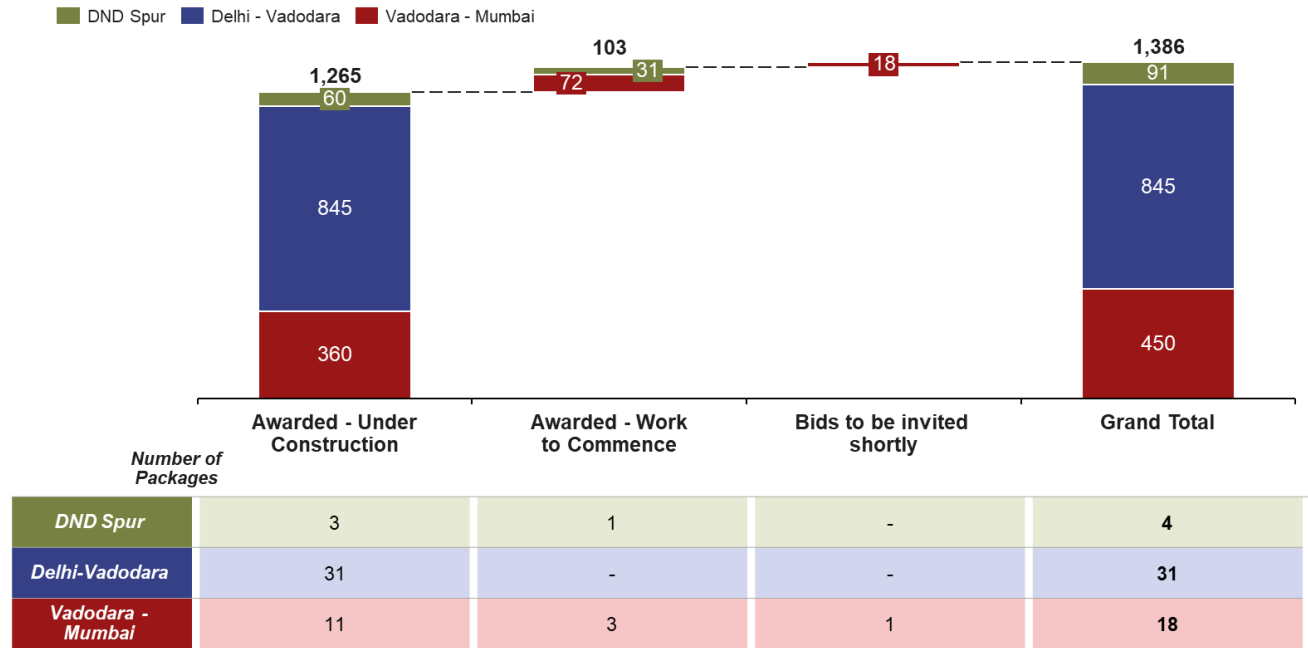 DND Spur Delhi - Vadodara Vadodara - Mumbai
1,265
60
845
360
103
31
72
18
1,386
91
845
450
Awarded - Under
Construction
Awarded - Work
to Commence
Bids to be invited
shortly
Grand Total
Number of
Packages
DND Spur 3 1 - 4
Delhi-Vadodara 31 - - 31
Vadodara -
Mumbai 11 3 1 18